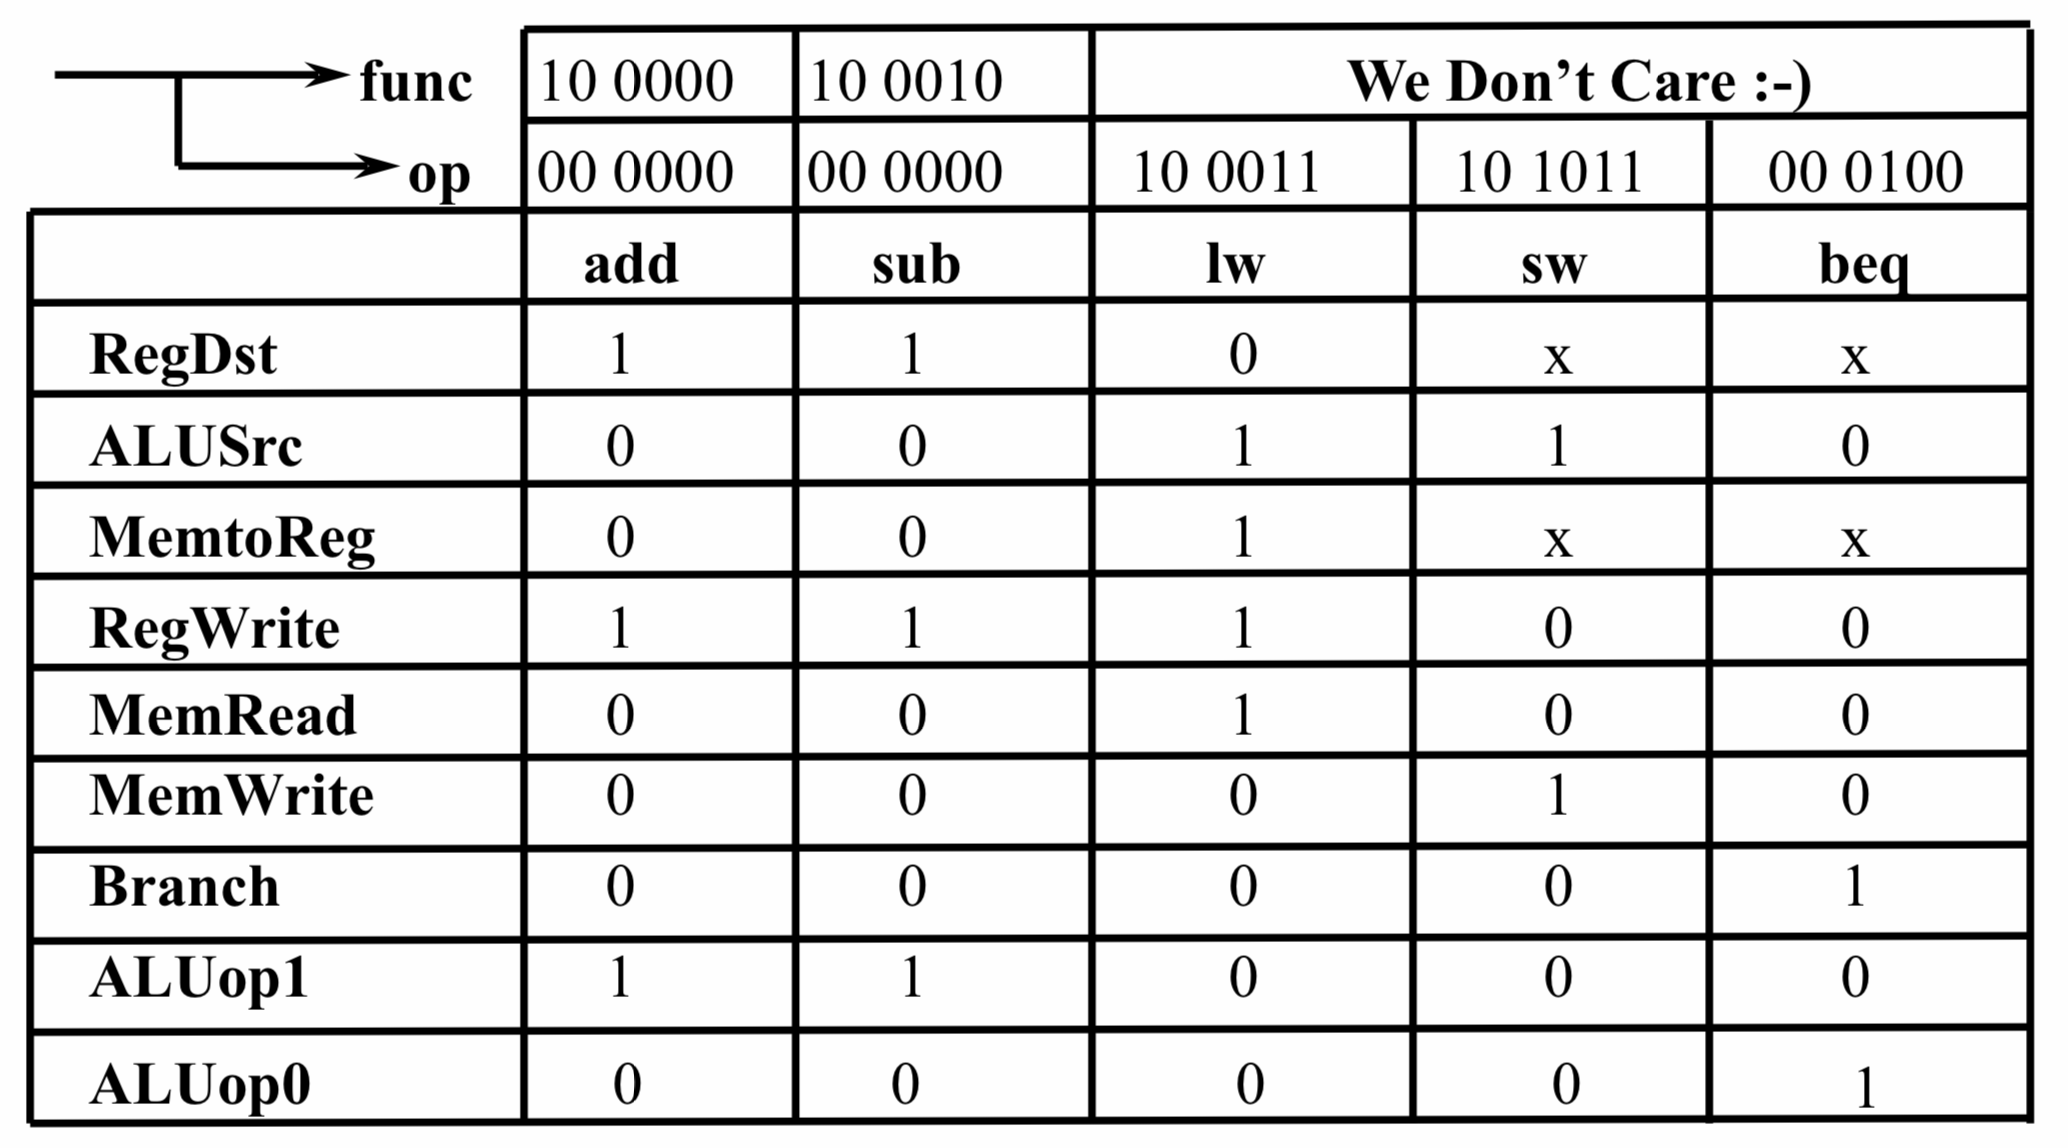 func 10 0000 10 0010 We Don’t Care :-)
op 00 0000 00 0000 10 0011 10 1011 00 0100
add sub lw sw beq
RegDst 1 1 0 x x
ALUSrc 0 0 1 1 0
MemtoReg 0 0 1 x x
RegWrite 1 1 1 0 0
MemRead 0 0 1 0 0
MemWrite 0 0 0 1 0
Branch 0 0 0 0 1
ALUop1 1 1 0 0 0
ALUop0 0 0 0 0 1